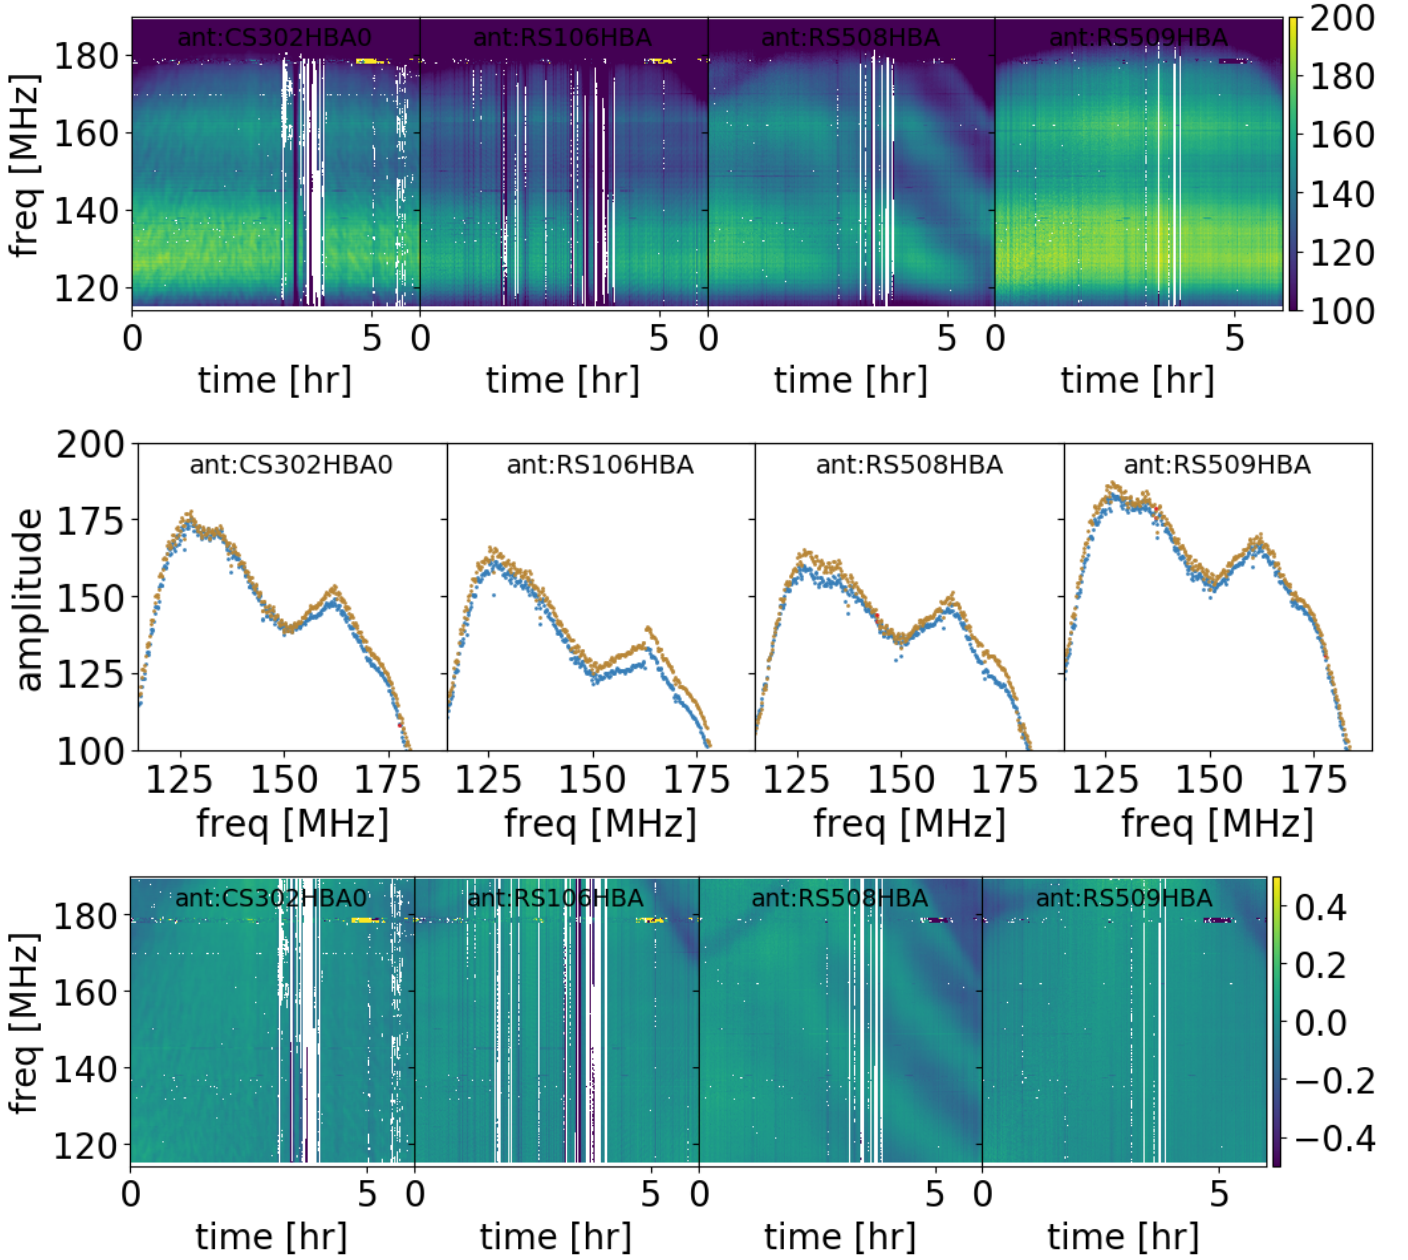 ant:CS302HBA0 ant:RS106HBA ant:RS508HBA ant:RS509HBA
freq [MHz]
180
160
140
120
200
180
160
140
120
100
0 5 0 5 0 5 0 5
time [hr] time [hr] time [hr] time [hr]
ant:CS302HBA0 ant:RS106HBA ant:RS508HBA ant:RS509HBA
amplitude
200
175
150
125
100
125 150 175 125 150 175 125 150 175 125 150 175
freq [MHz] freq [MHz] freq [MHz] freq [MHz]
ant:CS302HBA0 ant:RS106HBA ant:RS508HBA ant:RS509HBA
freq [MHz]
180
160
140
120
0.4
0.2
0.0
−0.2
−0.4
0 5 0 5 0 5 0 5
time [hr] time [hr] time [hr] time [hr]